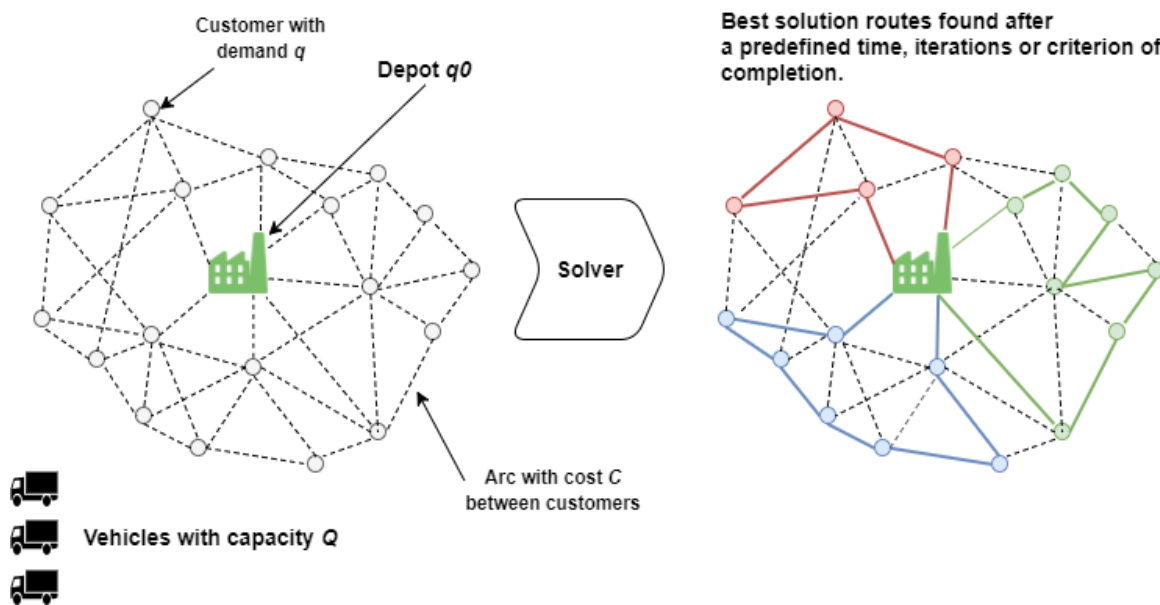 Customer with
demand q
Depot q0
Best solution routes found after
a predefined time, iterations or criterion of
completion.
Solver
Arc with cost C
between customers
Vehicles with capacity Q